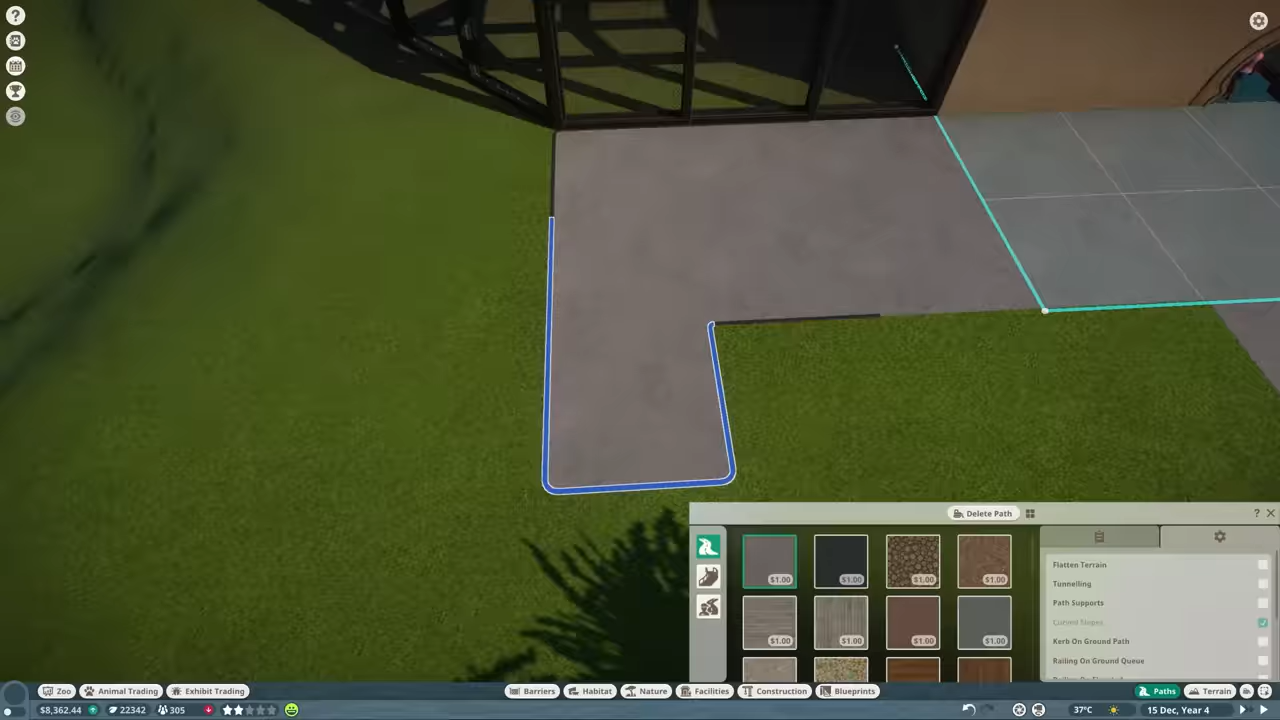 ?
Delete Path
? ×
$1.00 $1.00 $1.00 $1.00
$1.00 $1.00 $1.00 $1.00
Flatten Terrain
Tunnelling
Path Supports
Curved Slopes
Kerb On Ground Path
Railing On Ground Queue
Zoo Animal Trading Exhibit Trading Barriers Habitat Nature Facilities Construction Blueprints Paths Terrain
$8,362.44 22342 305 37°C 15 Dec, Year 4